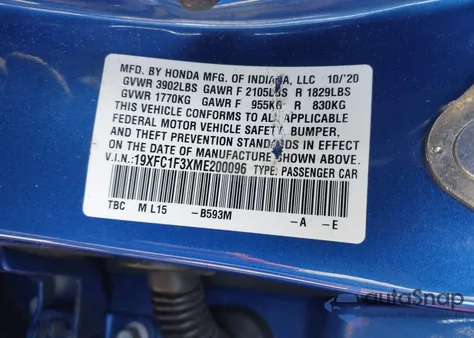 MFD. BY HONDA MFG. OF INDIANA, LLC 10/20
GVWR 3902LBS GAWR F 2105LBS R 1829LBS
GVWR 1770KG GAWR F 955KG R 830KG
THIS VEHICLE CONFORMS TO ALL APPLICABLE
FEDERAL MOTOR VEHICLE SAFETY, BUMPER,
AND THEFT PREVENTION STANDARDS IN EFFECT
ON THE DATE OF MANUFACTURE SHOWN ABOVE.
V.I.N.: 19XFC1F3XME200096 TYPE: PASSENGER CAR
TBC M L15 -B593M -A -E
autoSnap